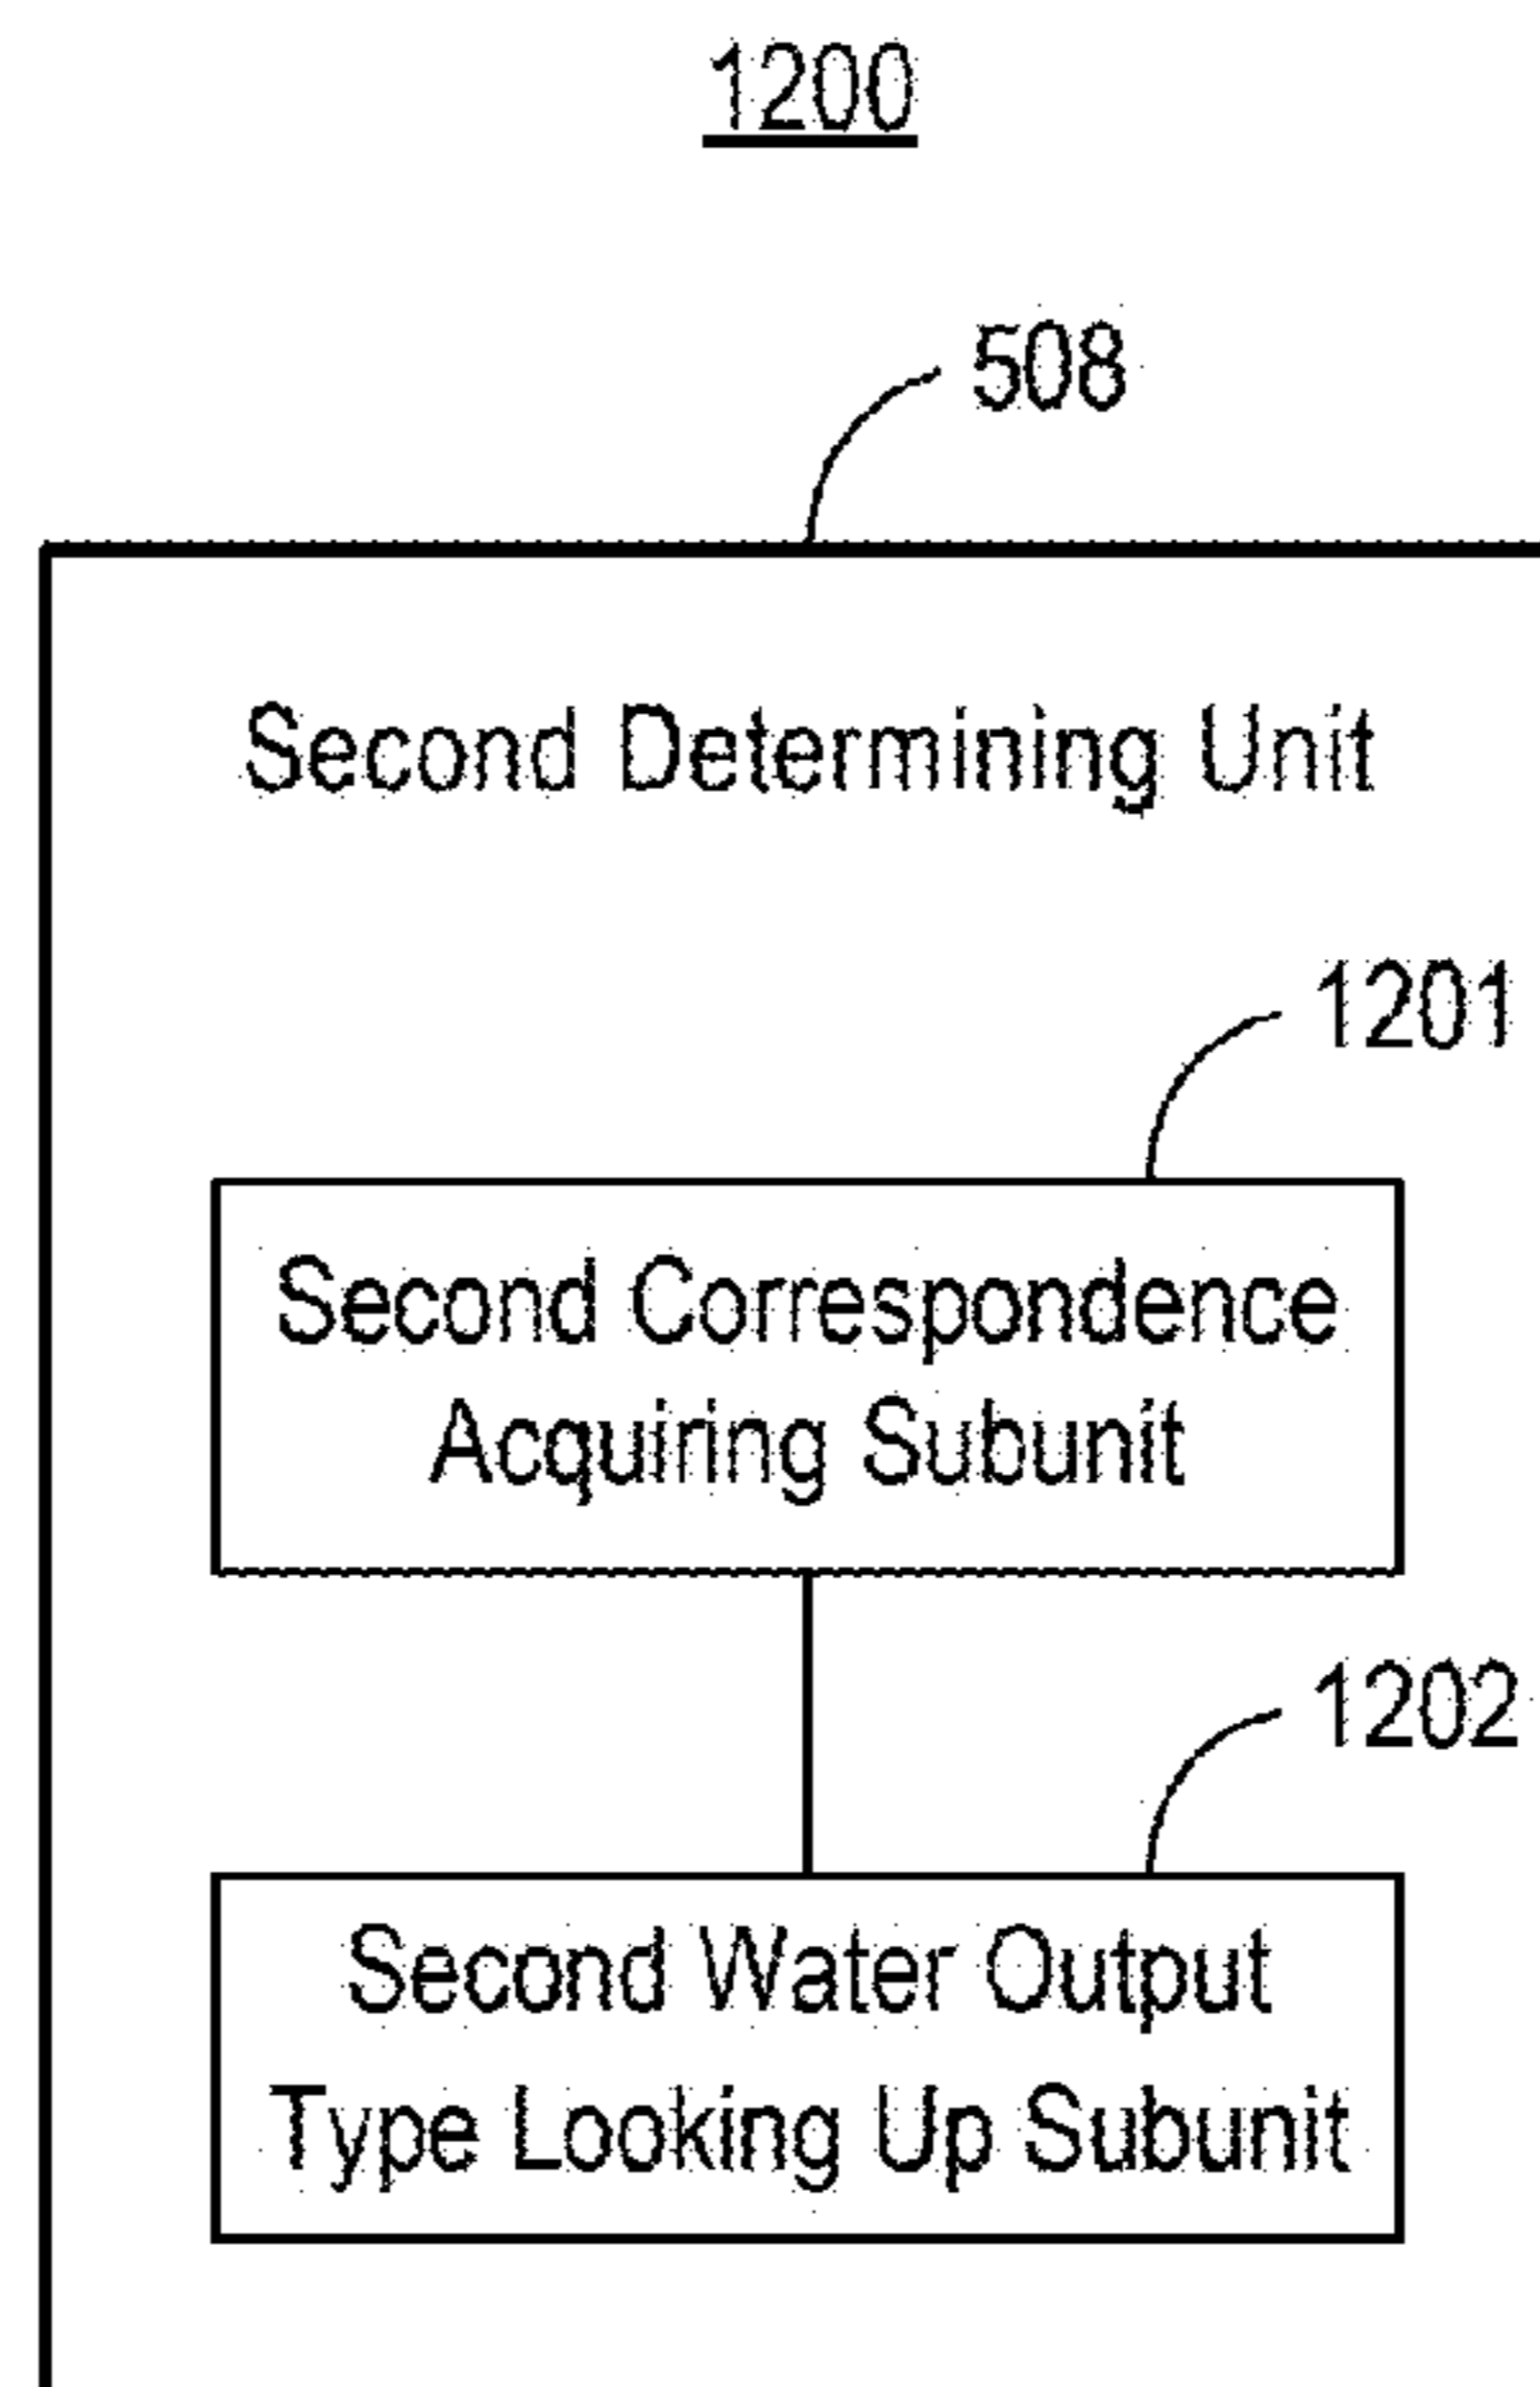 1200
508
Second Determining Unit
1201
Second Correspondence
Acquiring Subunit
1202
Second Water Output
Type Looking Up Subunit